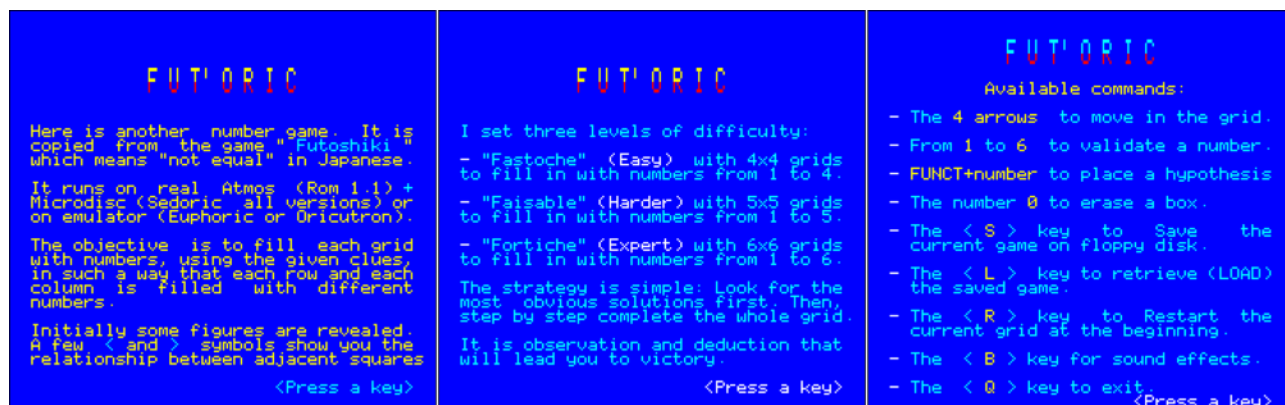 FUT'ORIC
Here is another number game. It is
copied from the game "Futoshiki"
which means "not equal" in Japanese.
It runs on real Atmos (Rom 1.1) +
Microdisc (Sedoric all versions) or
on emulator (Euphoric or Oricutron).
The objective is to fill each grid
with numbers, using the given clues,
in such a way that each row and each
column is filled with different
numbers.
Initially some figures are revealed.
A few < and > symbols show you the
relationship between adjacent squares
<Press a key>
FUT'ORIC
I set three levels of difficulty:
- "Fastoche" (Easy) with 4x4 grids
to fill in with numbers from 1 to 4.
- "Faisable" (Harder) with 5x5 grids
to fill in with numbers from 1 to 5.
- "Fortiche" (Expert) with 6x6 grids
to fill in with numbers from 1 to 6.
The strategy is simple: Look for the
most obvious solutions first. Then,
step by step complete the whole grid.
It is observation and deduction that
will lead you to victory.
<Press a key>
FUT'ORIC
Available commands:
- The 4 arrows to move in the grid.
- From 1 to 6 to validate a number.
- FUNCT+number to place a hypothesis
- The number 0 to erase a box.
- The < S > key to Save the
current game on floppy disk.
- The < L > key to retrieve (LOAD)
the saved game.
- The < R > key to Restart the
current grid at the beginning.
- The < B > key for sound effects.
- The < Q > key to exit.
<Press a key>